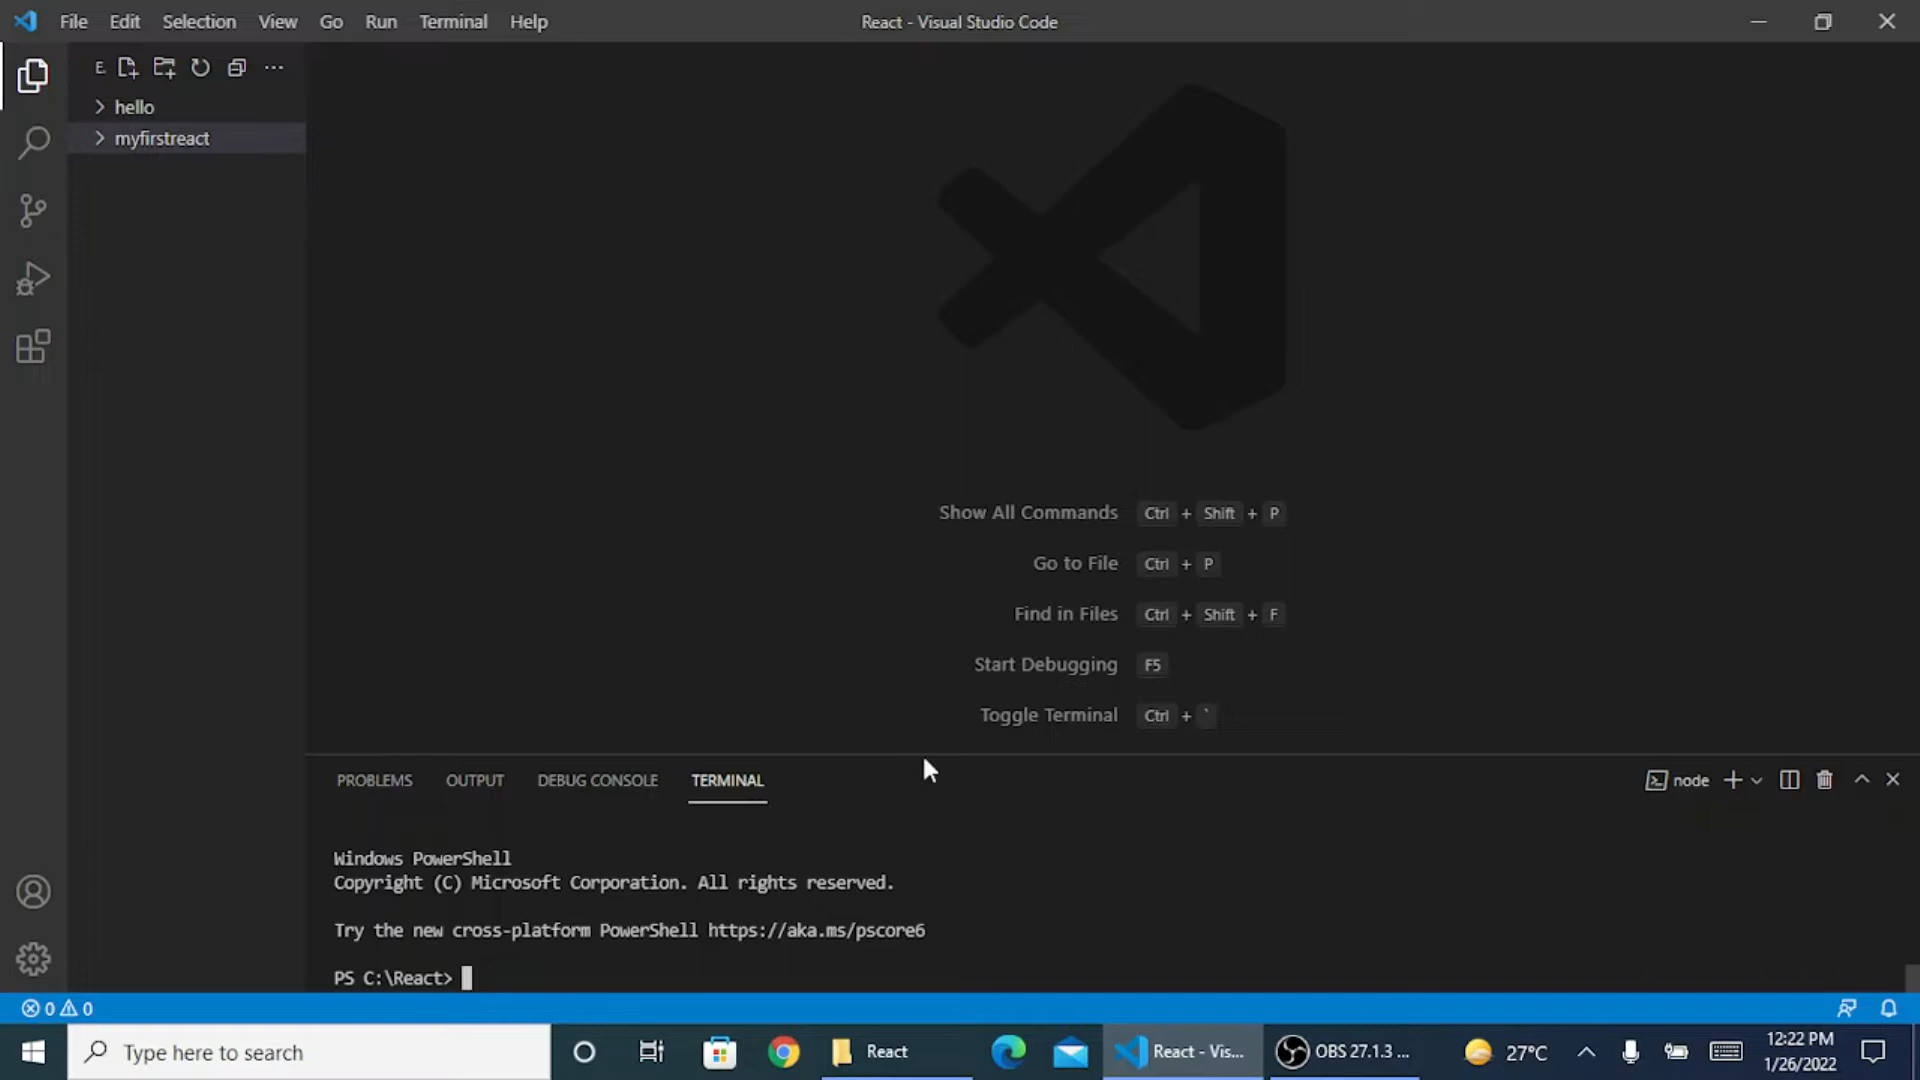 File Edit Selection View Go Run Terminal Help
React - Visual Studio Code
E
hello
myfirstreact
Show All Commands Ctrl + Shift + P
Go to File Ctrl + P
Find in Files Ctrl + Shift + F
Start Debugging F5
Toggle Terminal Ctrl + `
PROBLEMS OUTPUT DEBUG CONSOLE TERMINAL
node
Windows PowerShell
Copyright (C) Microsoft Corporation. All rights reserved.
Try the new cross-platform PowerShell https://aka.ms/pscore6
PS C:\React>
0 0
Type here to search
React
React - Vis...
OBS 27.1.3 ...
27°C
12:22 PM
1/26/2022